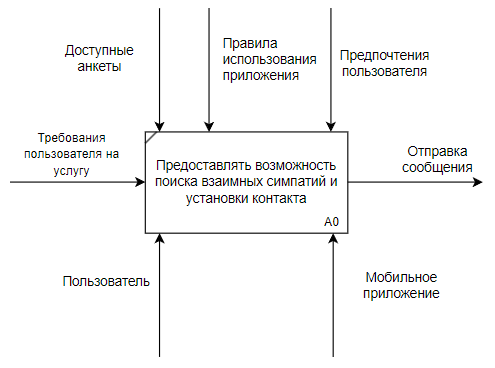 Доступные
анкеты
Правила
использования
приложения
Предпочтения
пользователя
Требования
пользователя на
услугу
Предоставлять возможность
поиска взаимных симпатий и
установки контакта
A0
Отправка
сообщения
Пользователь
Мобильное
приложение